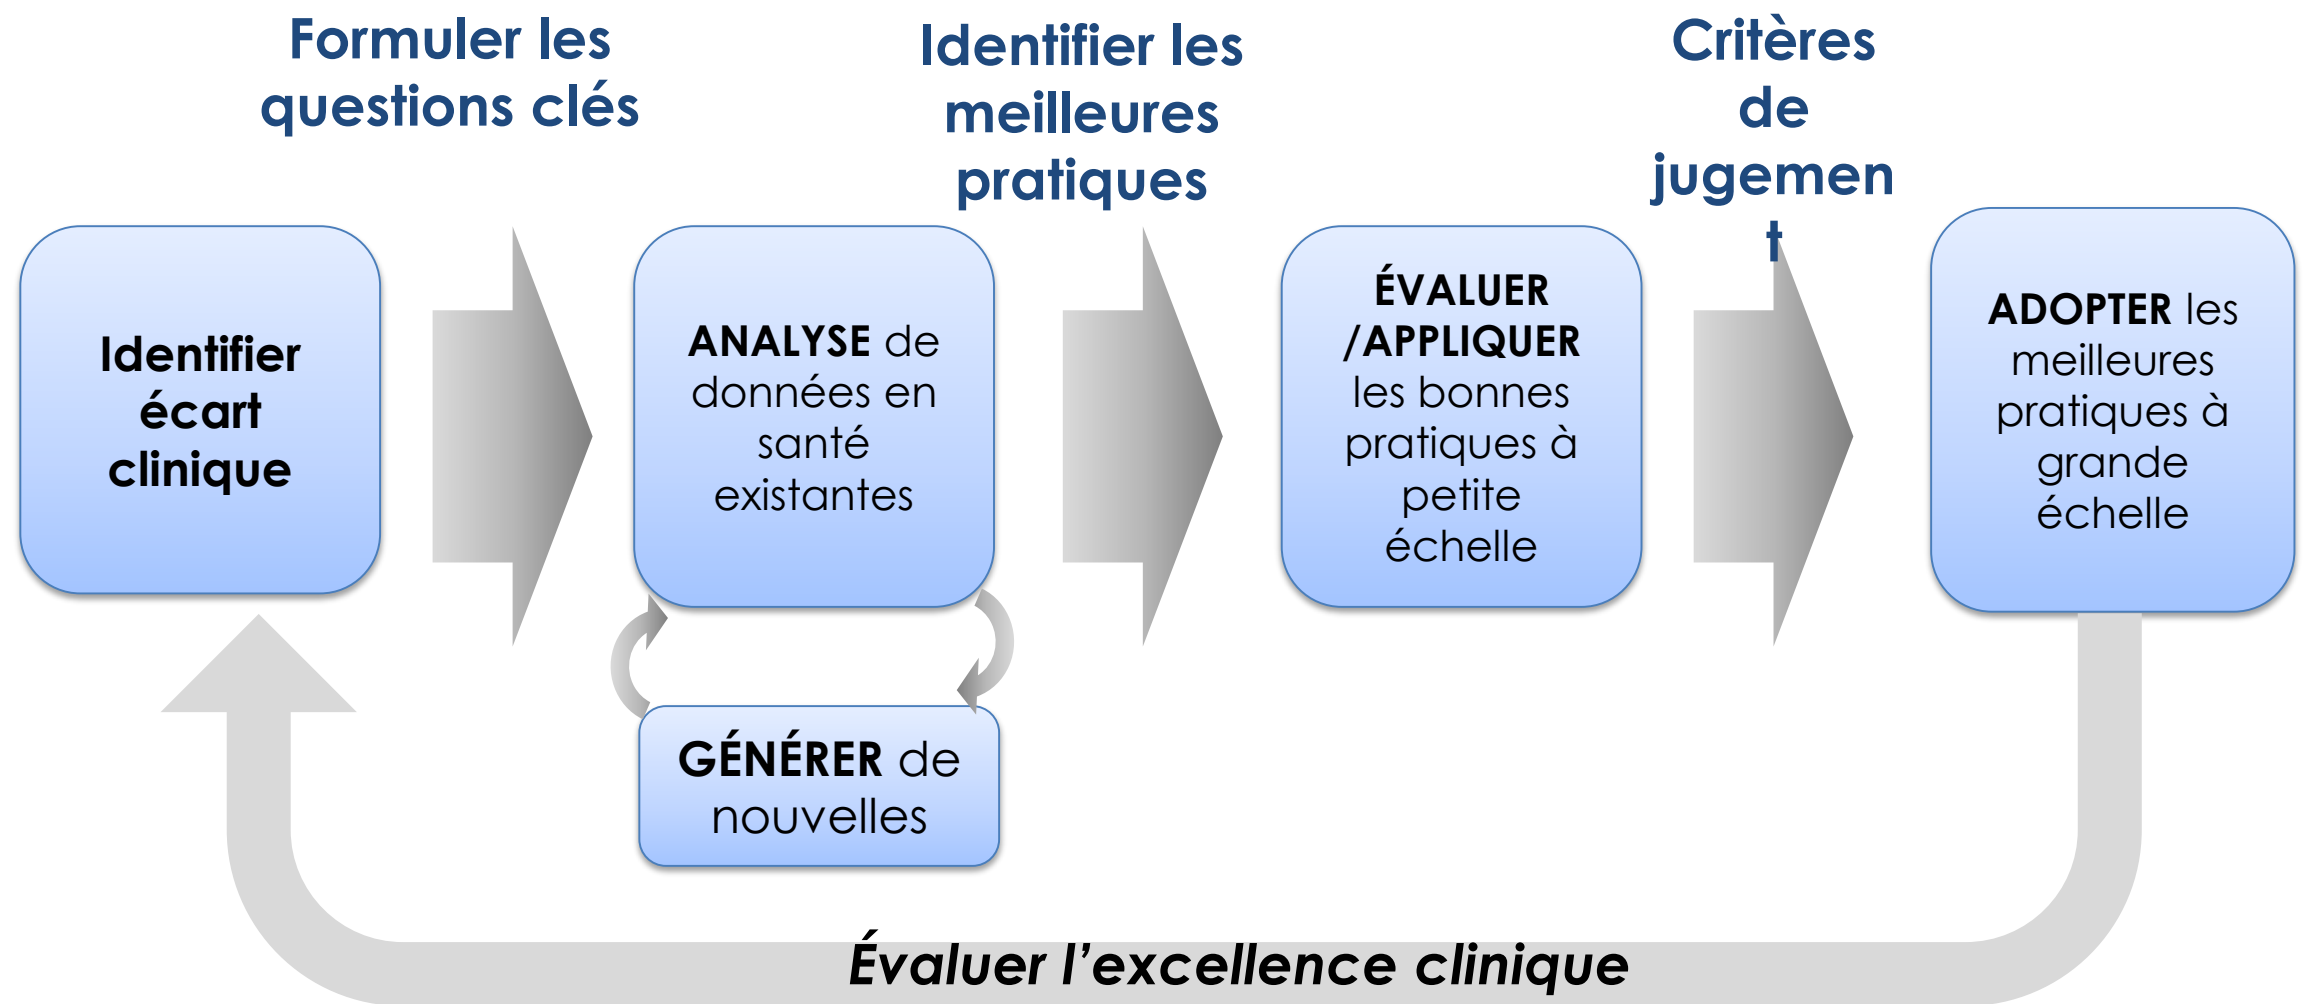 Formuler les
questions clés
Identifier les
meilleures
pratiques
Critères
de
jugemen
t
Identifier
écart
clinique
ANALYSE de
données en
santé
existantes
ÉVALUER
/APPLIQUER
les bonnes
pratiques à
petite
échelle
ADOPTER les
meilleures
pratiques à
grande
échelle
GÉNÉRER de
nouvelles
Évaluer l’excellence clinique